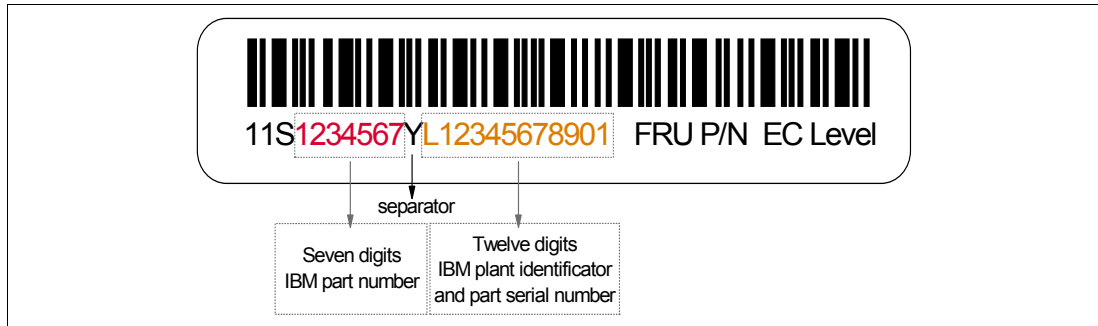 11S1234567YL12345678901 FRU P/N EC Level
separator
Seven digits
IBM part number
Twelve digits
IBM plant identificator
and part serial number